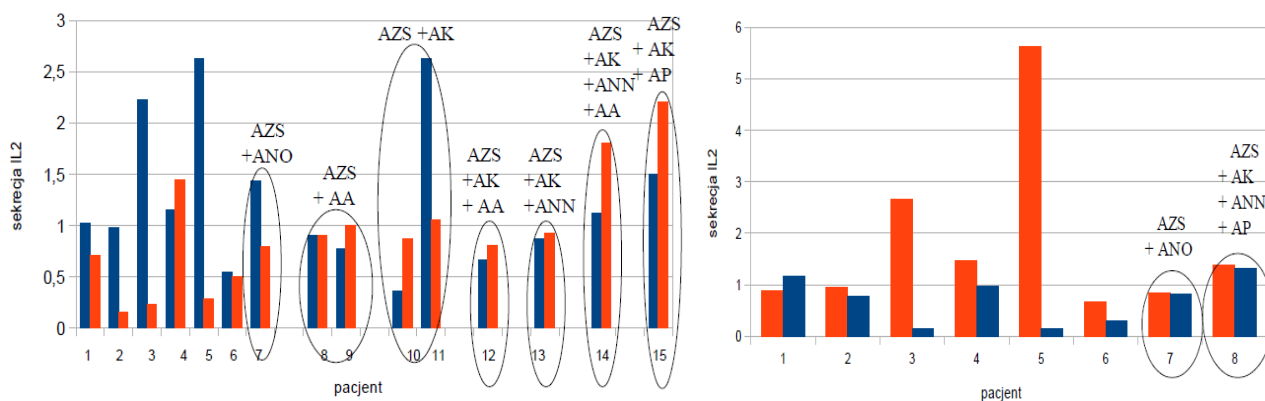 3
2,5
2
1,5
1
0,5
0
sekrecja IL2
AZS
+ANO
AZS
+ AA
AZS +AK
AZS
+AK
+ AA
AZS
+AK
+ANN
AZS
+AK
+ANN
+AA
AZS
+ AK
+ AP
1 2 3 4 5 6 7 8 9 10 11 12 13 14 15
pacjent
6
5
4
3
2
1
0
sekrecja IL2
AZS
+ ANO
AZS
+ AK
+ ANN
+ AP
1 2 3 4 5 6 7 8
pacjent